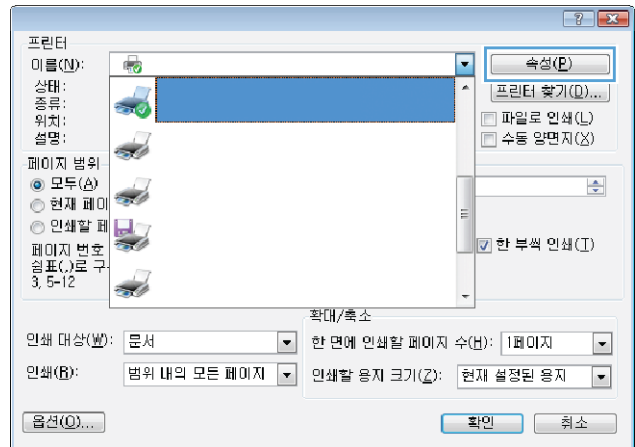 프린터
이름(N):
속성(P)
상태:
프린터 찾기(D)...
종류:
위치:
파일로 인쇄(L)
설명:
수동 양면지(X)
페이지 범위
모두(A)
현재 페이
인쇄할 페
페이지 번호
한 부씩 인쇄(T)
쉼표(,)로 구
3, 5-12
확대/축소
인쇄 대상(W): 문서
한 면에 인쇄할 페이지 수(H): 1페이지
인쇄(R): 범위 내의 모든 페이지
인쇄할 용지 크기(Z): 현재 설정된 용지
옵션(O)...
확인
취소